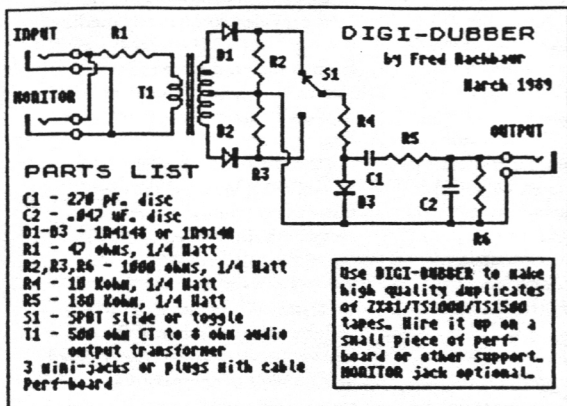 DIGI-DUBBER
by Fred Nachbaur
March 1989
INPUT
MONITOR
R1
T1
D1
D2
R2
R3
S1
R4
R5
C1
D3
C2
R6
OUTPUT
PARTS LIST
C1 - 270 pF. disc
C2 - .047 uF. disc
D1-D3 - 1N4148 or 1N914B
R1 - 47 ohms, 1/4 Watt
R2,R3,R6 - 1000 ohms, 1/4 Watt
R4 - 10 Kohm, 1/4 Watt
R5 - 180 Kohm, 1/4 Watt
S1 - SPDT slide or toggle
T1 - 500 ohm CT to 8 ohm audio
output transformer
3 mini-jacks or plugs with cable
Perf-board
Use DIGI-DUBBER to make
high quality duplicates
of ZX81/TS1000/TS1500
tapes. Wire it up on a
small piece of perf-
board or other support.
MONITOR jack optional.